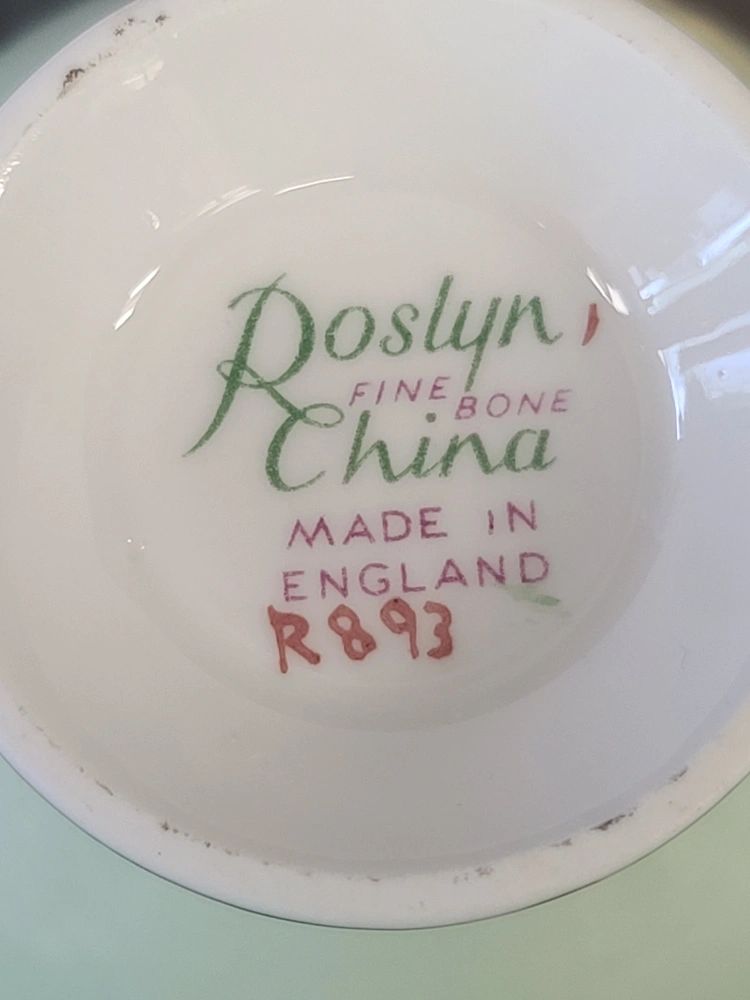 Roslyn
FINE BONE
China
MADE IN
ENGLAND
R893